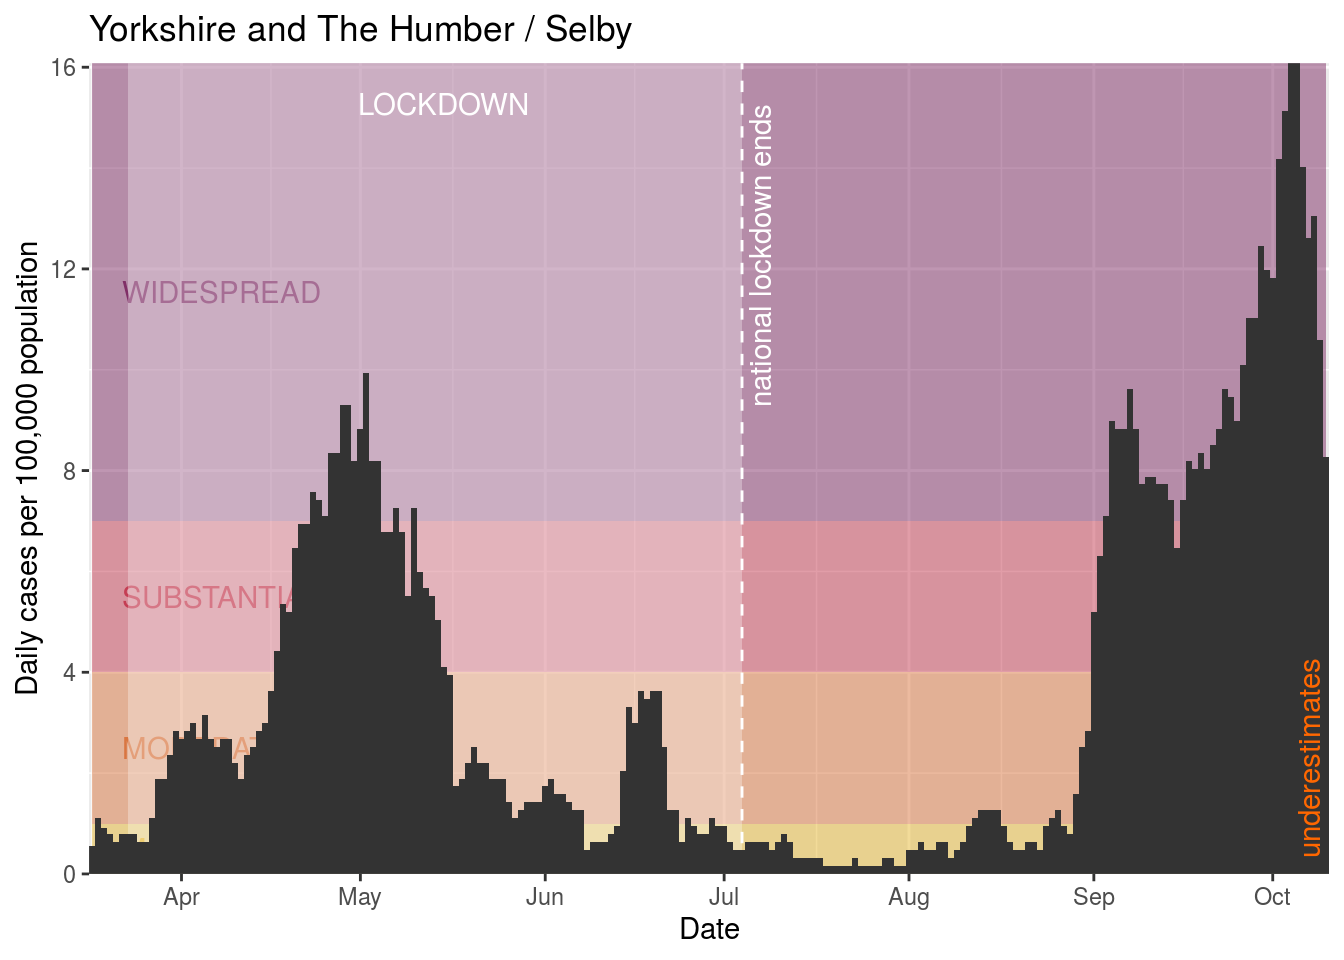 Yorkshire and The Humber / Selby
16
12
8
4
0
Daily cases per 100,000 population
LOCKDOWN
WIDESPREAD
SUBSTANTIA
national lockdown ends
underestimates
Apr
May
Jun
Jul
Aug
Sep
Oct
Date